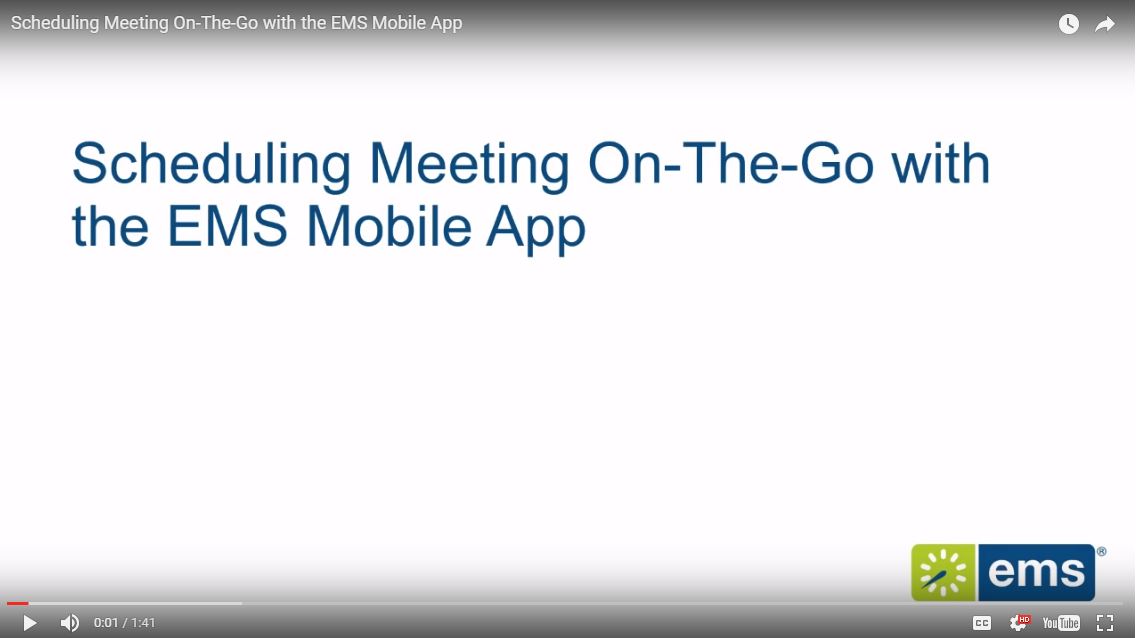 Scheduling Meeting On-The-Go with the EMS Mobile App
Scheduling Meeting On-The-Go with
the EMS Mobile App
ems®
0:01 / 1:41
CC
HD
YouTube